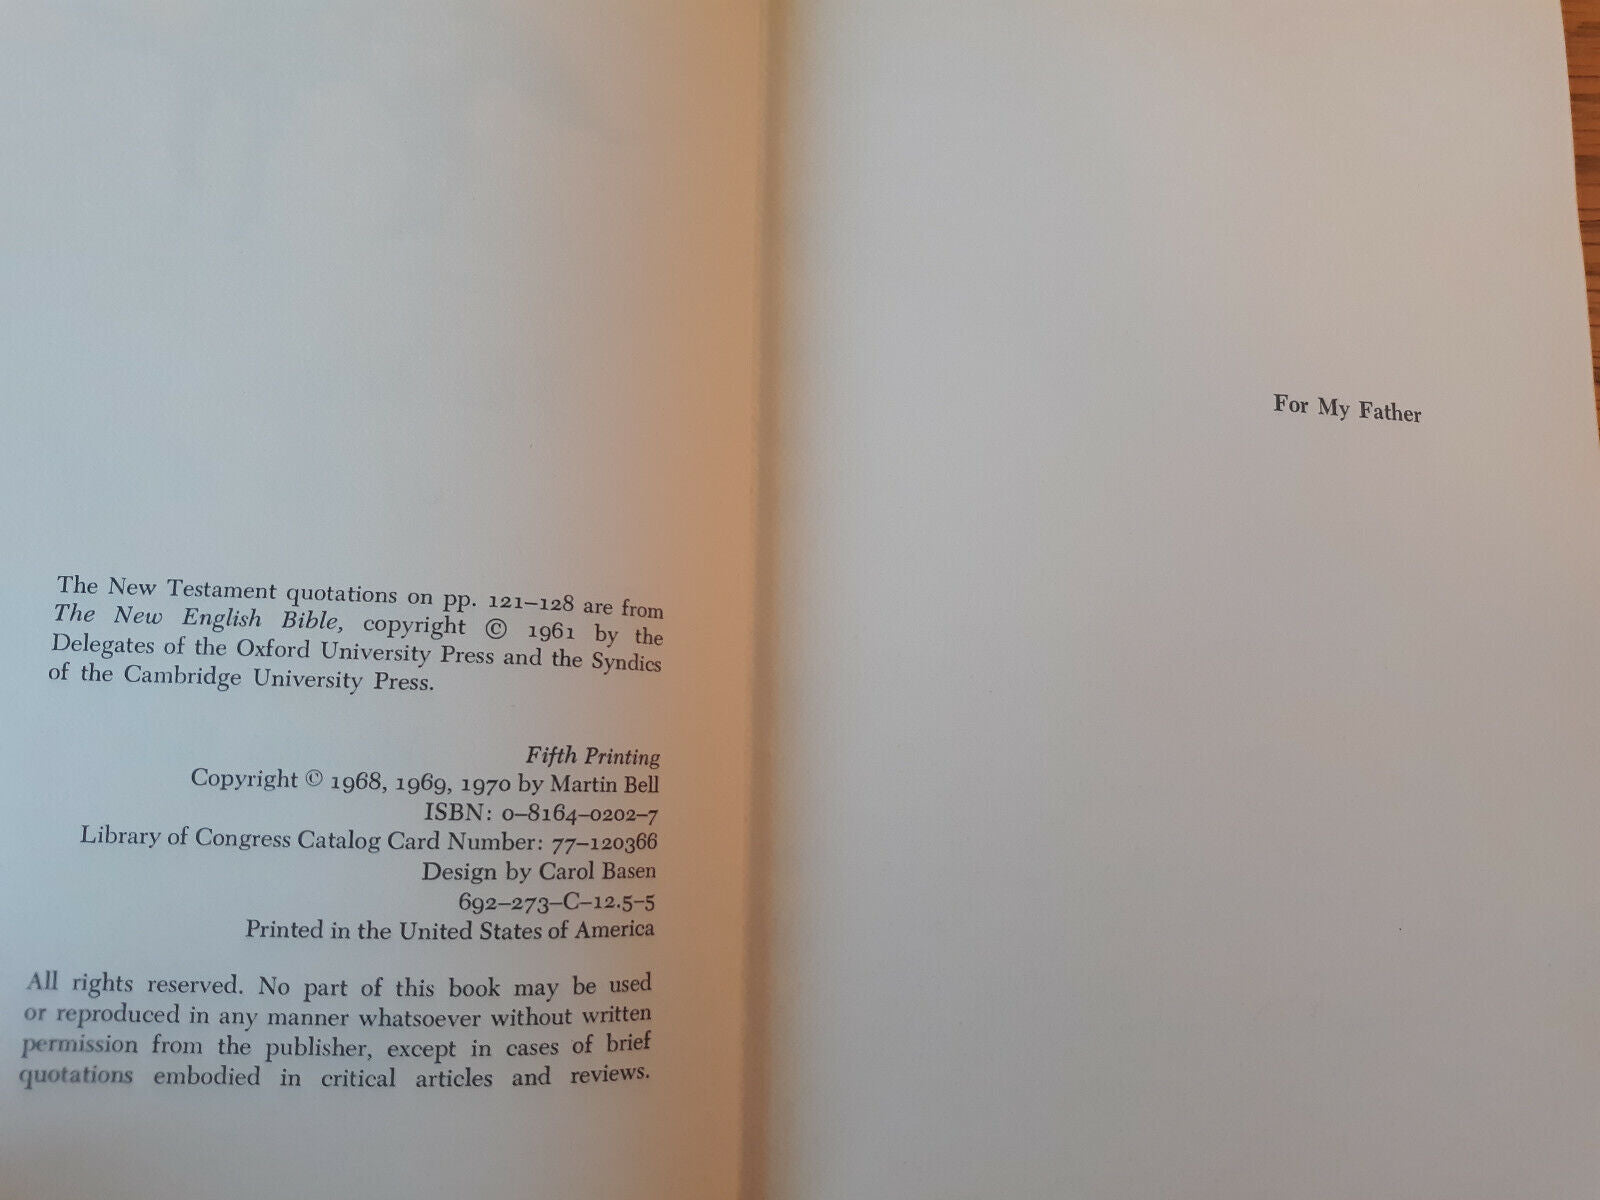 The New Testament quotations on pp. 121–128 are from
The New English Bible, copyright © 1961 by the
Delegates of the Oxford University Press and the Syndics
of the Cambridge University Press.
Fifth Printing
Copyright © 1968, 1969, 1970 by Martin Bell
ISBN: 0–8164–0202–7
Library of Congress Catalog Card Number: 77–120366
Design by Carol Basen
692–273–C–12.5–5
Printed in the United States of America
All rights reserved. No part of this book may be used
or reproduced in any manner whatsoever without written
permission from the publisher, except in cases of brief
quotations embodied in critical articles and reviews.
For My Father